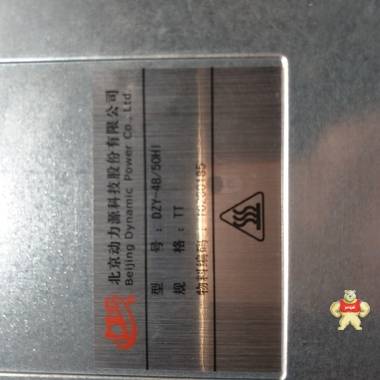 北京动力源科技股份有限公司
Beijing Dynamic Power Co., Ltd.
型 号：DZY-48/50HI
规 格：TT
物料编码：